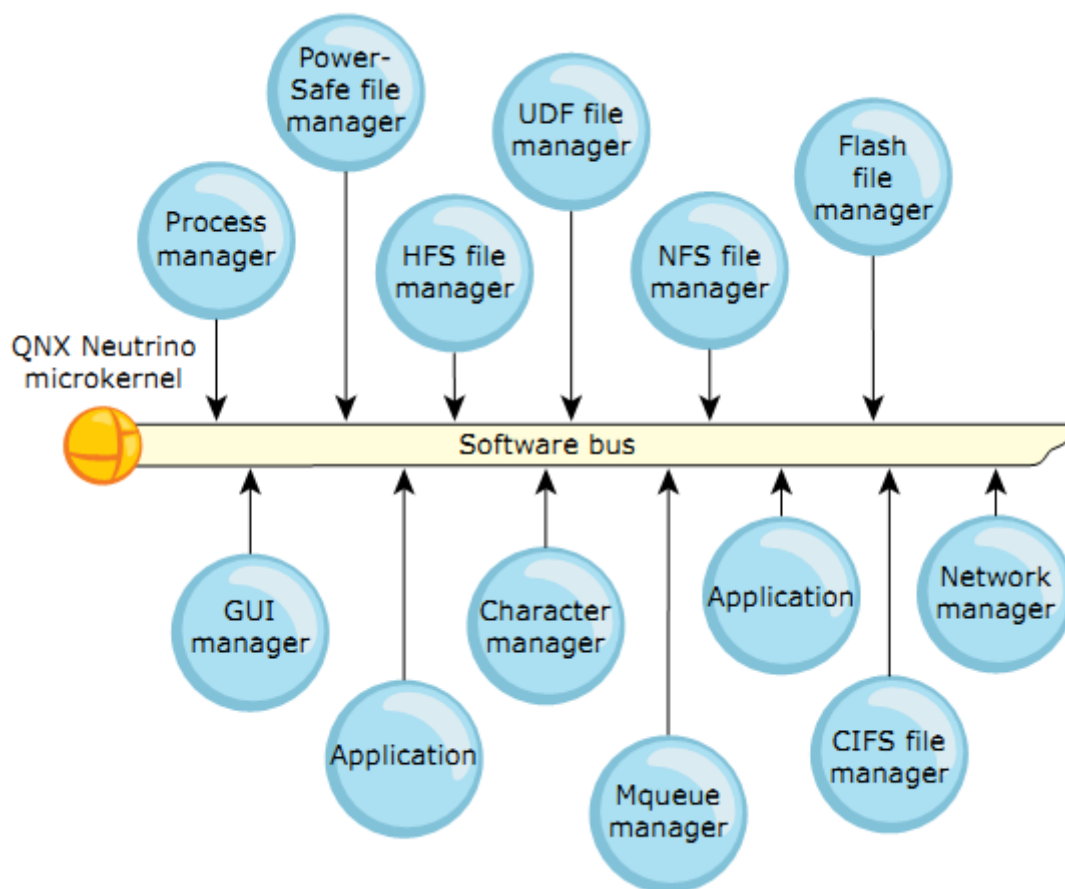 Power-
Safe file
manager
UDF file
manager
Flash
file
manager
Process
manager
HFS file
manager
NFS file
manager
QNX Neutrino
microkernel
Software bus
GUI
manager
Application
Character
manager
Mqueue
manager
Application
CIFS file
manager
Network
manager